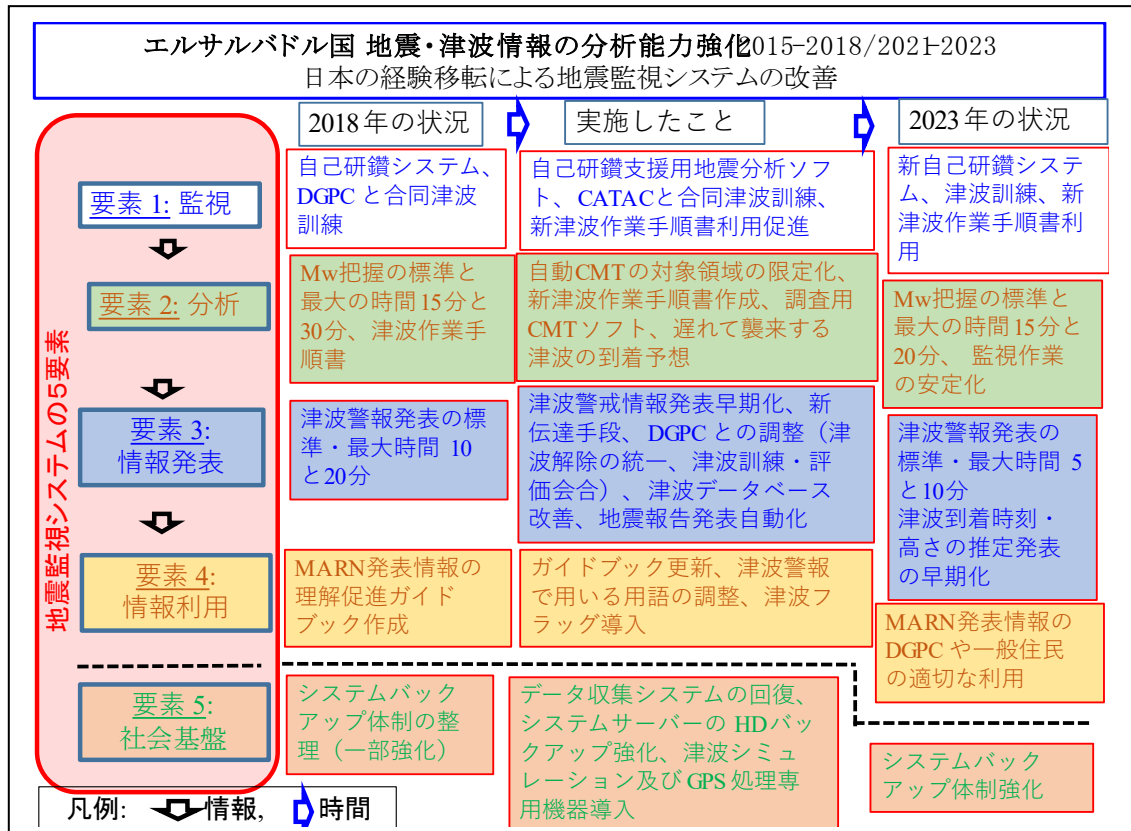 エルサルバドル国 地震・津波情報の分析能力強化2015-2018/2021-2023
日本の経験移転による地震監視システムの改善
地震監視システムの5要素
2018年の状況
実施したこと
2023年の状況
要素 1: 監視
自己研鑽システム、
DGPCと合同津波
訓練
自己研鑽支援用地震分析ソフ
ト、CATACと合同津波訓練、
新津波作業手順書利用促進
新自己研鑽システ
ム、津波訓練、新
津波作業手順書利
用
要素 2: 分析
Mw把握の標準と
最大の時間15分と
30分、津波作業手
順書
自動CMTの対象領域の限定化、
新津波作業手順書作成、調査用
CMTソフト、遅れて襲来する
津波の到着予想
Mw把握の標準と
最大の時間15分と
20分、 監視作業
の安定化
要素 3:
情報発表
津波警報発表の標
準・最大時間 10
と20分
津波警戒情報発表早期化、新
伝達手段、DGPCとの調整（津
波解除の統一、津波訓練・評
価会合）、津波データベース
改善、地震報告発表自動化
津波警報発表の
標準・最大時間 5
と10分
津波到着時刻・
高さの推定発表
の早期化
要素 4:
情報利用
MARN発表情報の
理解促進ガイド
ブック作成
ガイドブック更新、津波警報
で用いる用語の調整、津波フ
ラッグ導入
MARN発表情報の
DGPCや一般住民
の適切な利用
要素 5:
社会基盤
システムバック
アップ体制の整
理（一部強化）
データ収集システムの回復、
システムサーバーの HDバック
アップ強化、津波シミュ
レーション及びGPS処理専
用機器導入
システムバック
アップ体制強化
凡例: 情報, 時間